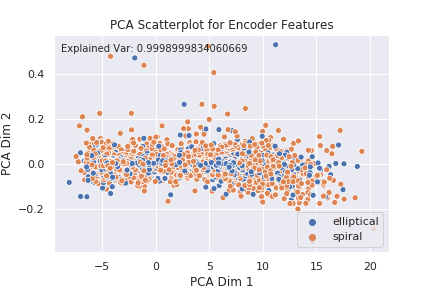 PCA Scatterplot for Encoder Features
Explained Var: 0.9998999834060669
PCA Dim 2
0.4
0.2
0.0
−0.2
elliptical
spiral
−5
0
5
10
15
20
PCA Dim 1